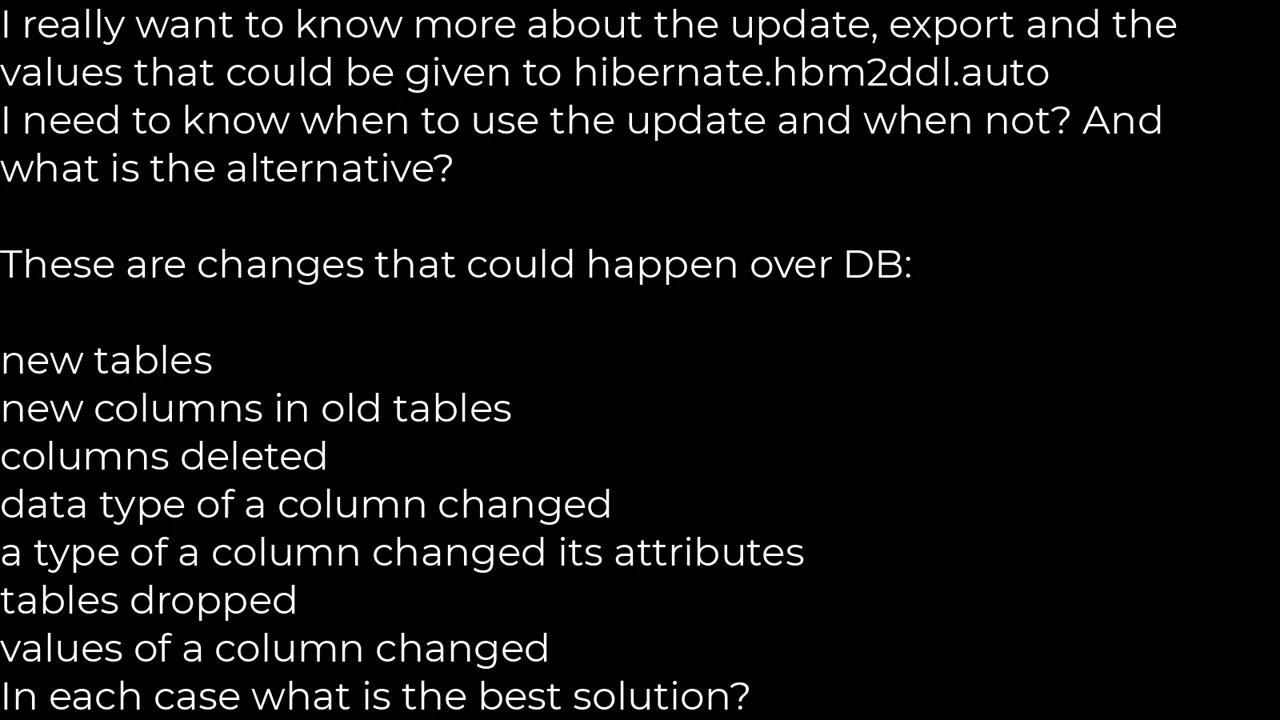 I really want to know more about the update, export and the
values that could be given to hibernate.hbm2ddl.auto
I need to know when to use the update and when not? And
what is the alternative?
These are changes that could happen over DB:
new tables
new columns in old tables
columns deleted
data type of a column changed
a type of a column changed its attributes
tables dropped
values of a column changed
In each case what is the best solution?